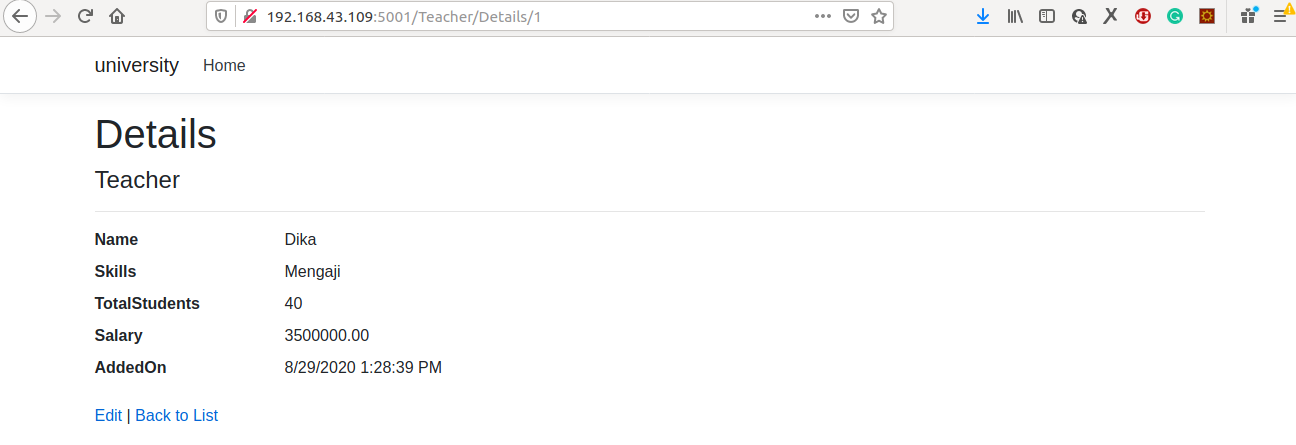 192.168.43.109:5001/Teacher/Details/1
university Home
Details
Teacher
Name Dika
Skills Mengaji
TotalStudents 40
Salary 3500000.00
AddedOn 8/29/2020 1:28:39 PM
Edit | Back to List